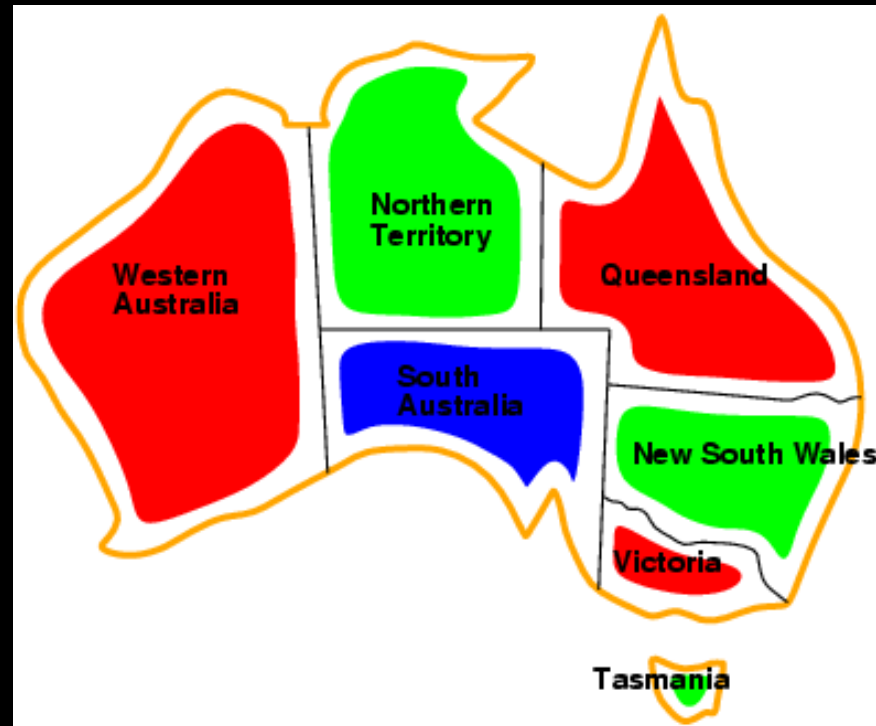 Northern
Territory
Western
Australia
Queensland
South
Australia
New South Wales
Victoria
Tasmania